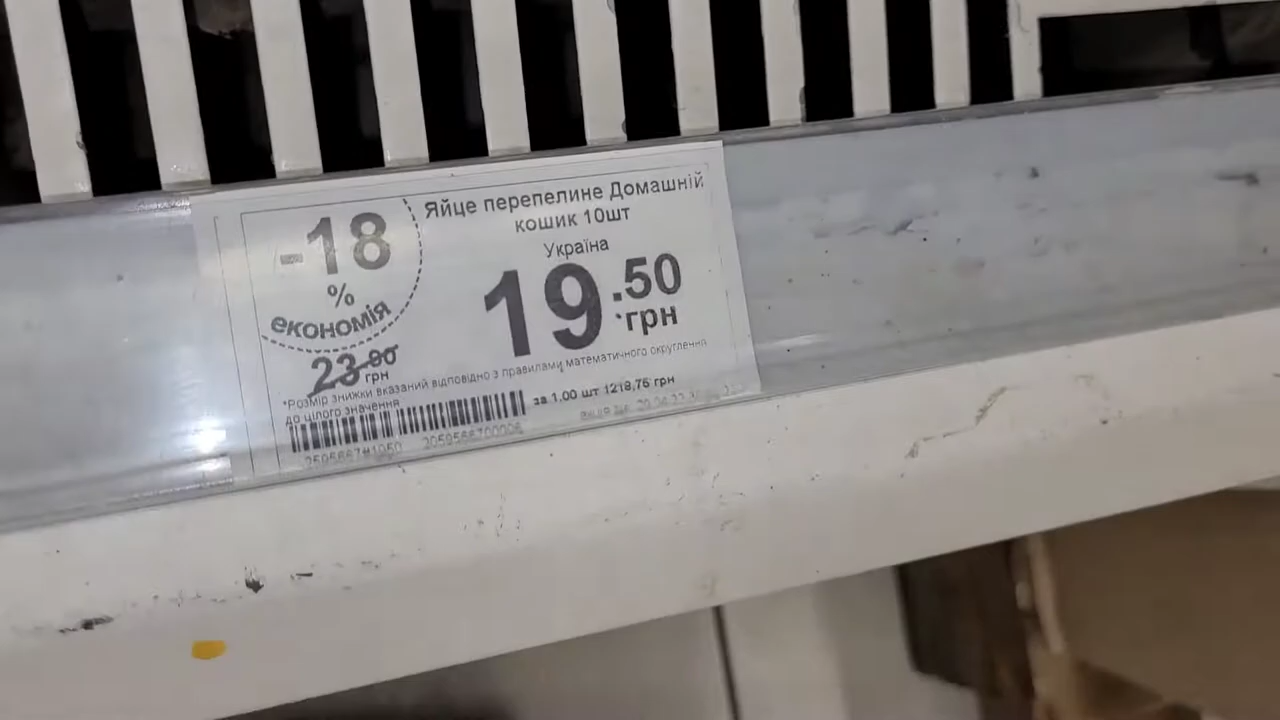 -18
%
економія
23.90
грн
Яйце перепелине Домашній
кошик 10шт
Україна
19.50
грн
*Розмір знижки вказаний відповідно з правилами математичного округлення
до цілого значення
за 1.00 шт 1218,75 грн